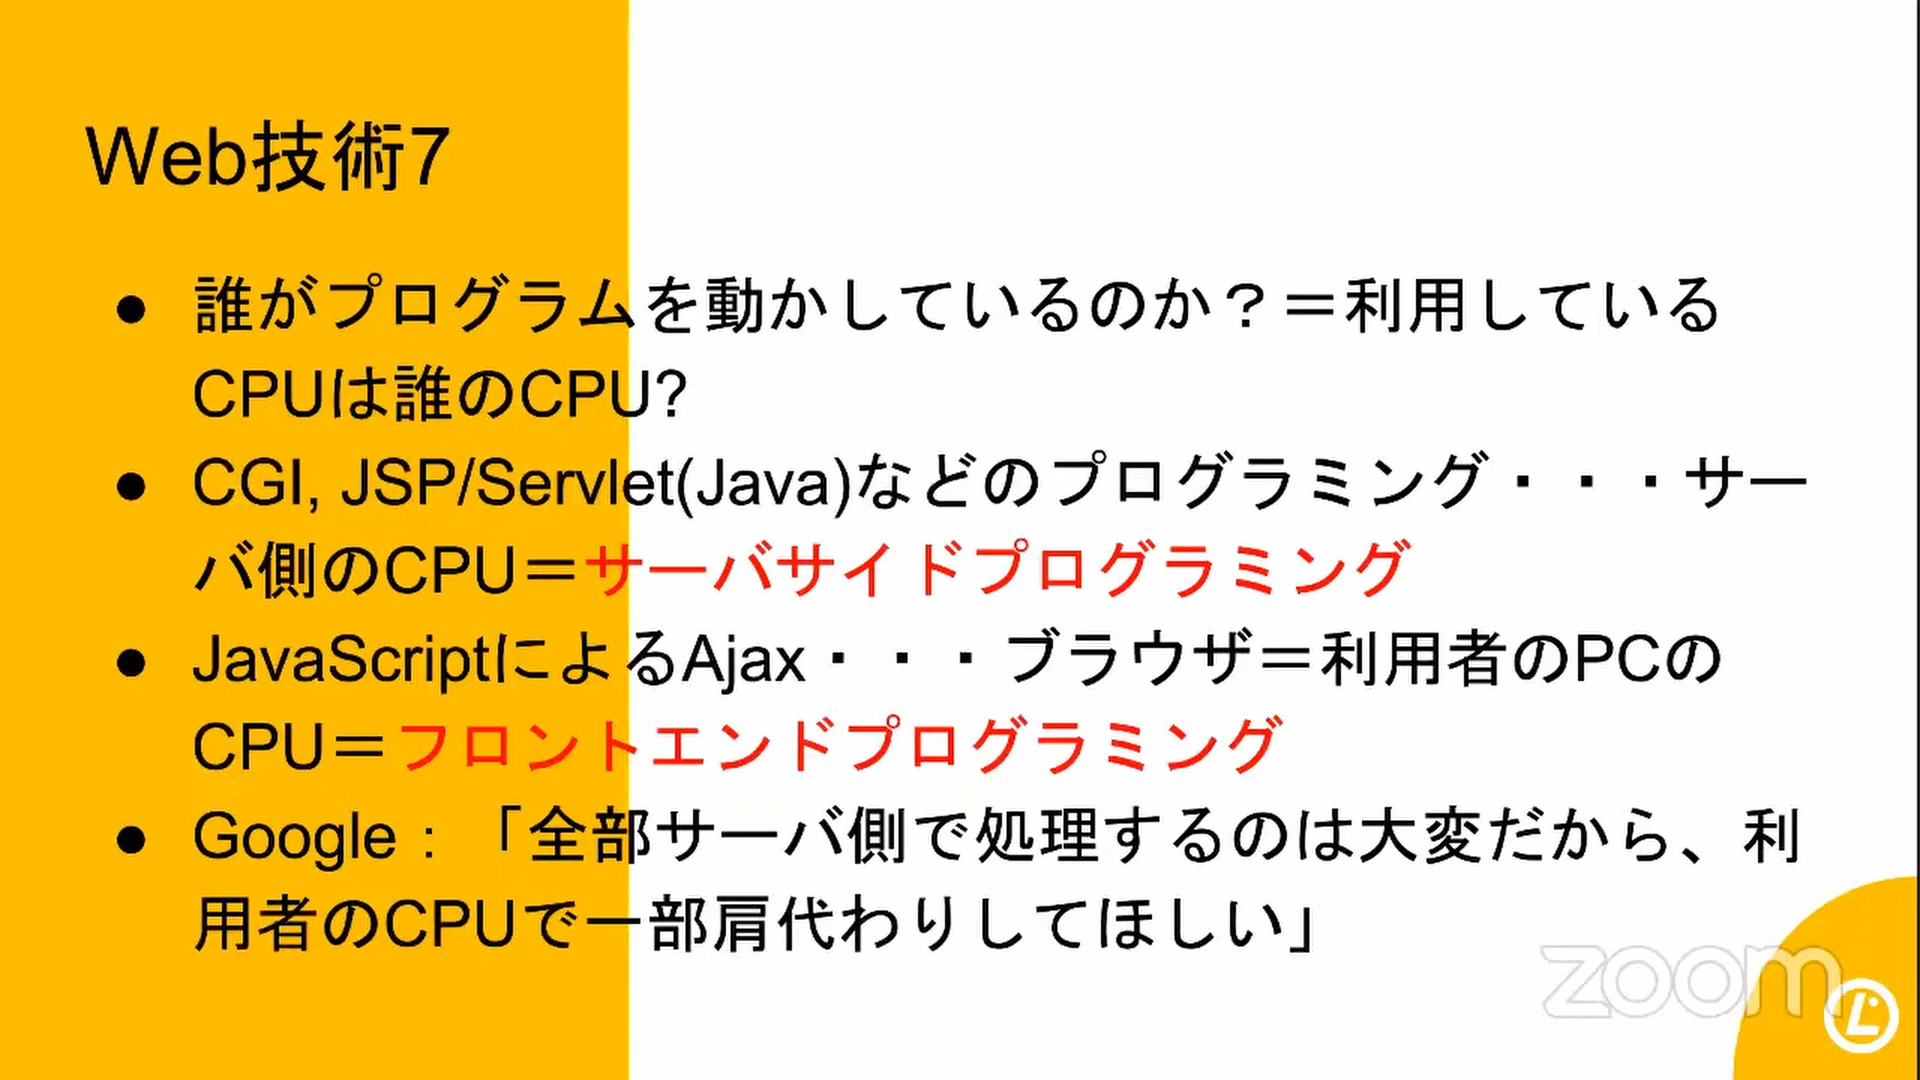 Web技術7
● 誰がプログラムを動かしているのか？＝利用している
CPUは誰のCPU?
● CGI, JSP/Servlet(Java)などのプログラミング・・・サー
バ側のCPU＝サーバサイドプログラミング
● JavaScriptによるAjax・・・ブラウザ＝利用者のPCの
CPU＝フロントエンドプログラミング
● Google：「全部サーバ側で処理するのは大変だから、利
用者のCPUで一部肩代わりしてほしい」
zoom
L